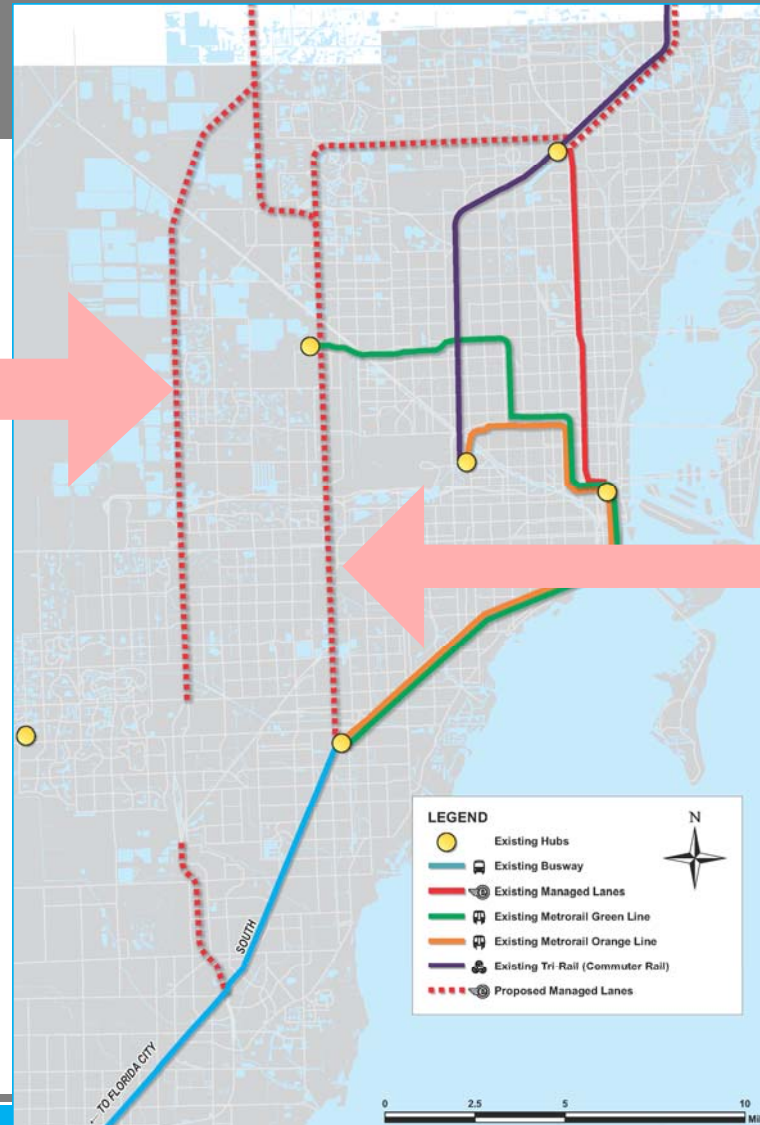 SOUTH
← TO FLORIDA CITY
LEGEND
N
Existing Hubs
Existing Busway
Existing Managed Lanes
Existing Metrorail Green Line
Existing Metrorail Orange Line
Existing Tri-Rail (Commuter Rail)
Proposed Managed Lanes
0 2.5 5 10